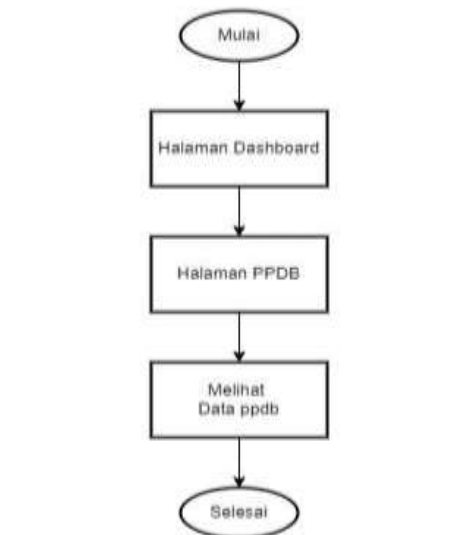 Mulai
Halaman Dashboard
Halaman PPDB
Melihat
Data ppdb
Selesai